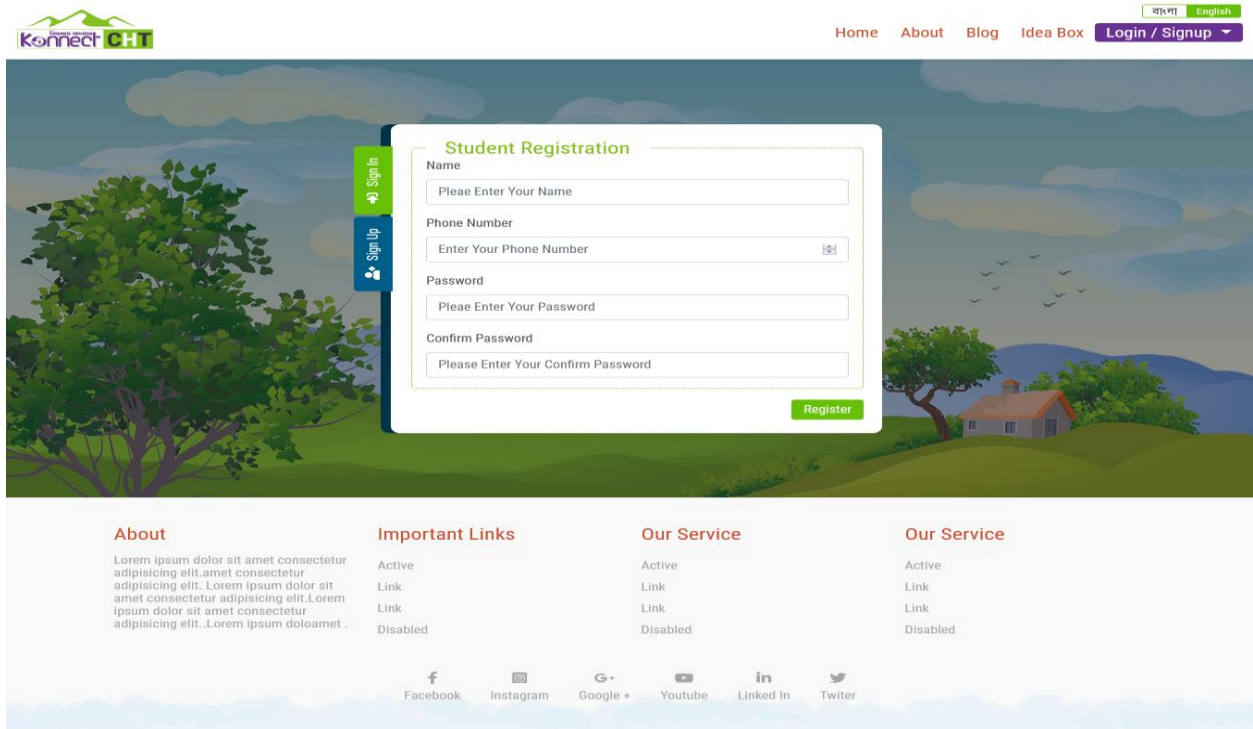 বাংলা English
Konnect CHT
Home About Blog Idea Box Login / Signup
Sign In
Sign Up
Student Registration
Name
Pleae Enter Your Name
Phone Number
Enter Your Phone Number
Password
Pleae Enter Your Password
Confirm Password
Please Enter Your Confirm Password
Register
About
Lorem ipsum dolor sit amet consectetur
adipisicing elit.amet consectetur
adipisicing elit. Lorem ipsum dolor sit
amet consectetur adipisicing elit.Lorem
ipsum dolor sit amet consectetur
adipisicing elit..Lorem ipsum doloamet .
Important Links
Active
Link
Link
Disabled
Our Service
Active
Link
Link
Disabled
Our Service
Active
Link
Link
Disabled
Facebook Instagram Google + Youtube Linked In Twiter